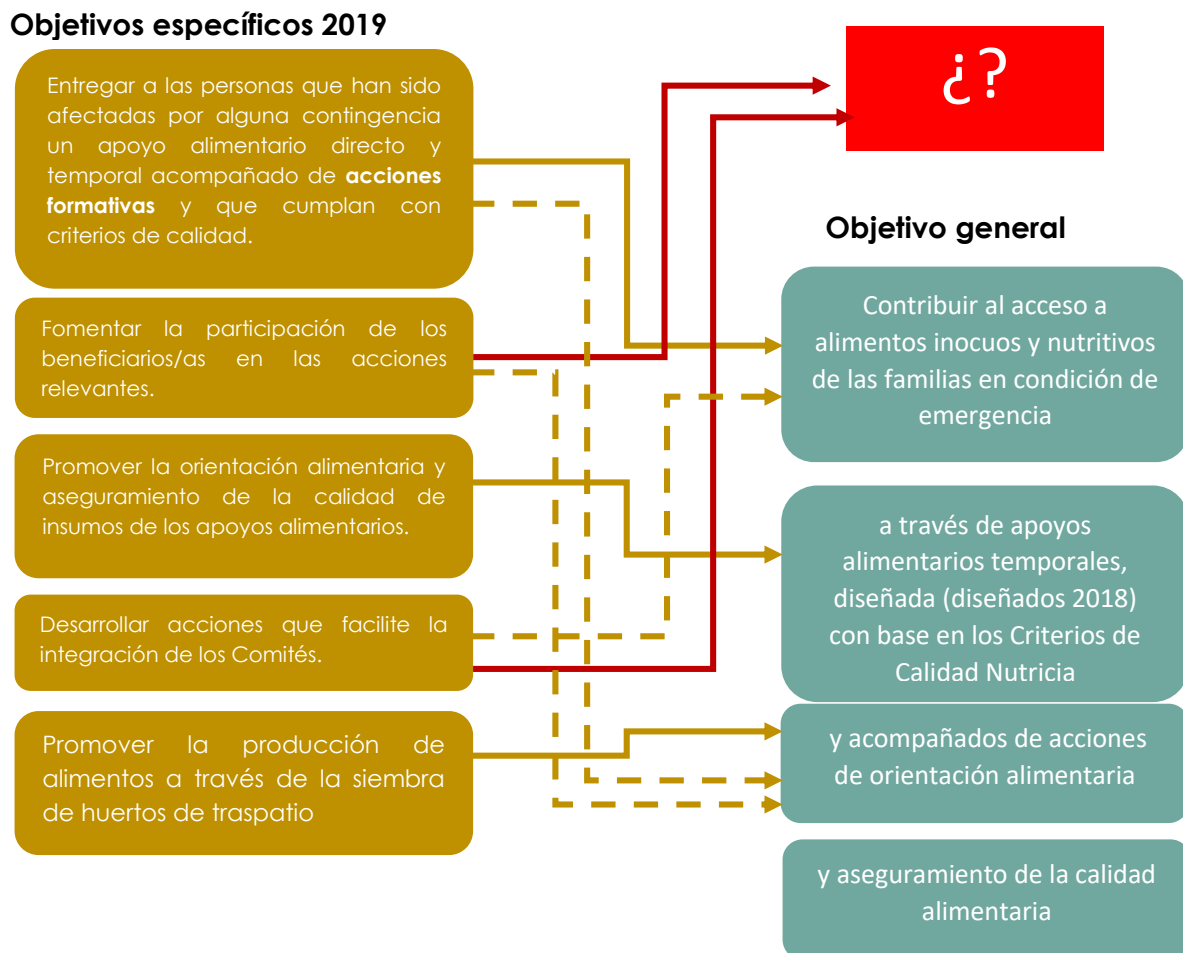 Objetivos específicos 2019
Entregar a las personas que han sido
afectadas por alguna contingencia
un apoyo alimentario directo y
temporal acompañado de acciones
formativas y que cumplan con
criterios de calidad.
Fomentar la participación de los
beneficiarios/as en las acciones
relevantes.
Promover la orientación alimentaria y
aseguramiento de la calidad de
insumos de los apoyos alimentarios.
Desarrollar acciones que facilite la
integración de los Comités.
Promover la producción de
alimentos a través de la siembra
de huertos de traspatio
¿?
Objetivo general
Contribuir al acceso a
alimentos inocuos y nutritivos
de las familias en condición de
emergencia
a través de apoyos
alimentarios temporales,
diseñada (diseñados 2018)
con base en los Criterios de
Calidad Nutricia
y acompañados de acciones
de orientación alimentaria
y aseguramiento de la calidad
alimentaria